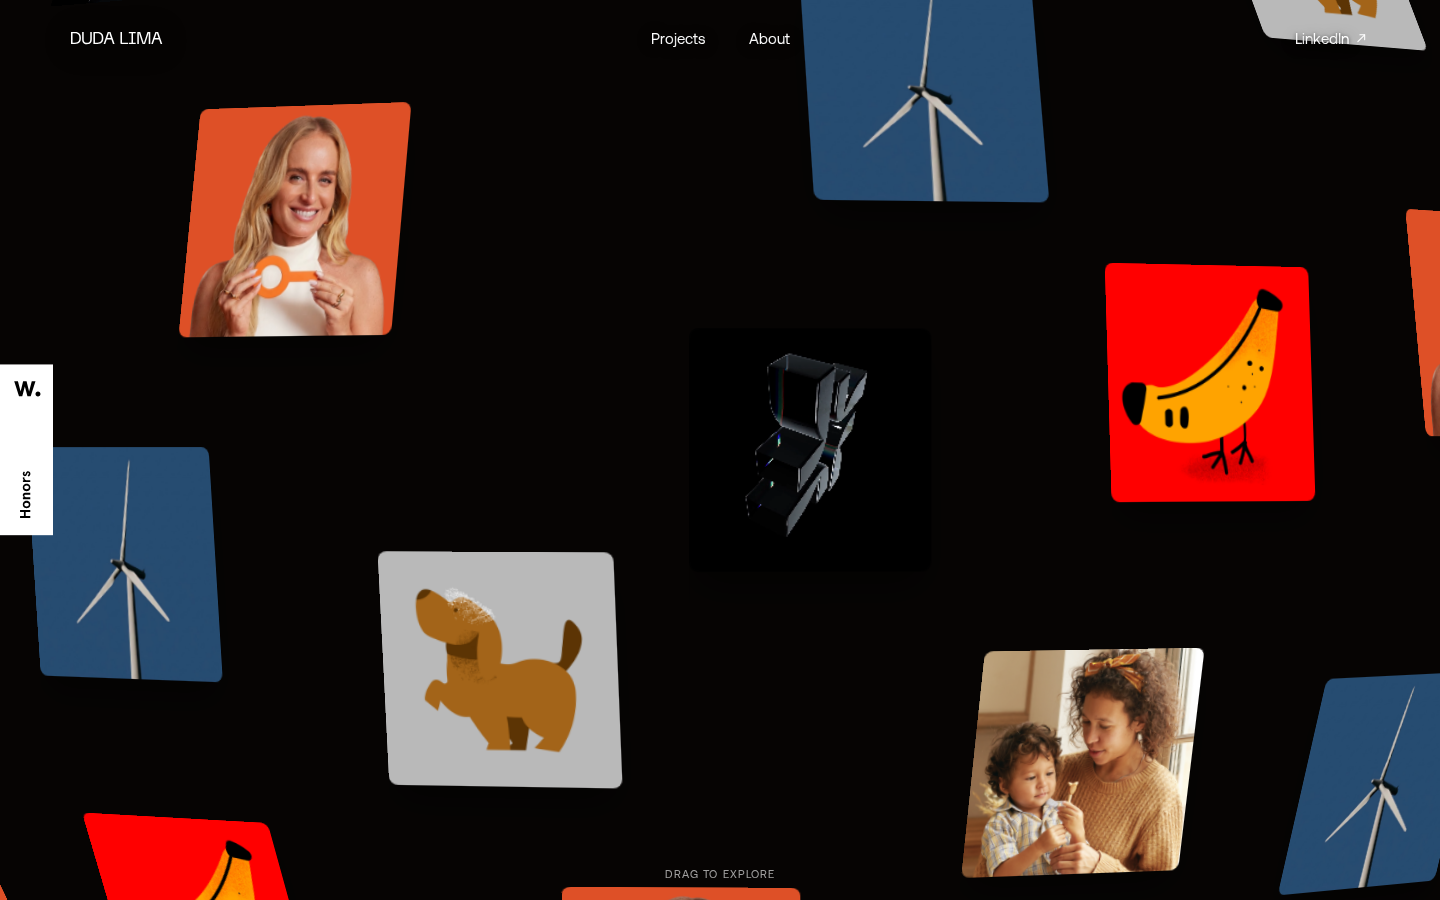 DUDA LIMA
Projects
About
LinkedIn ↗
W.
Honors
DRAG TO EXPLORE